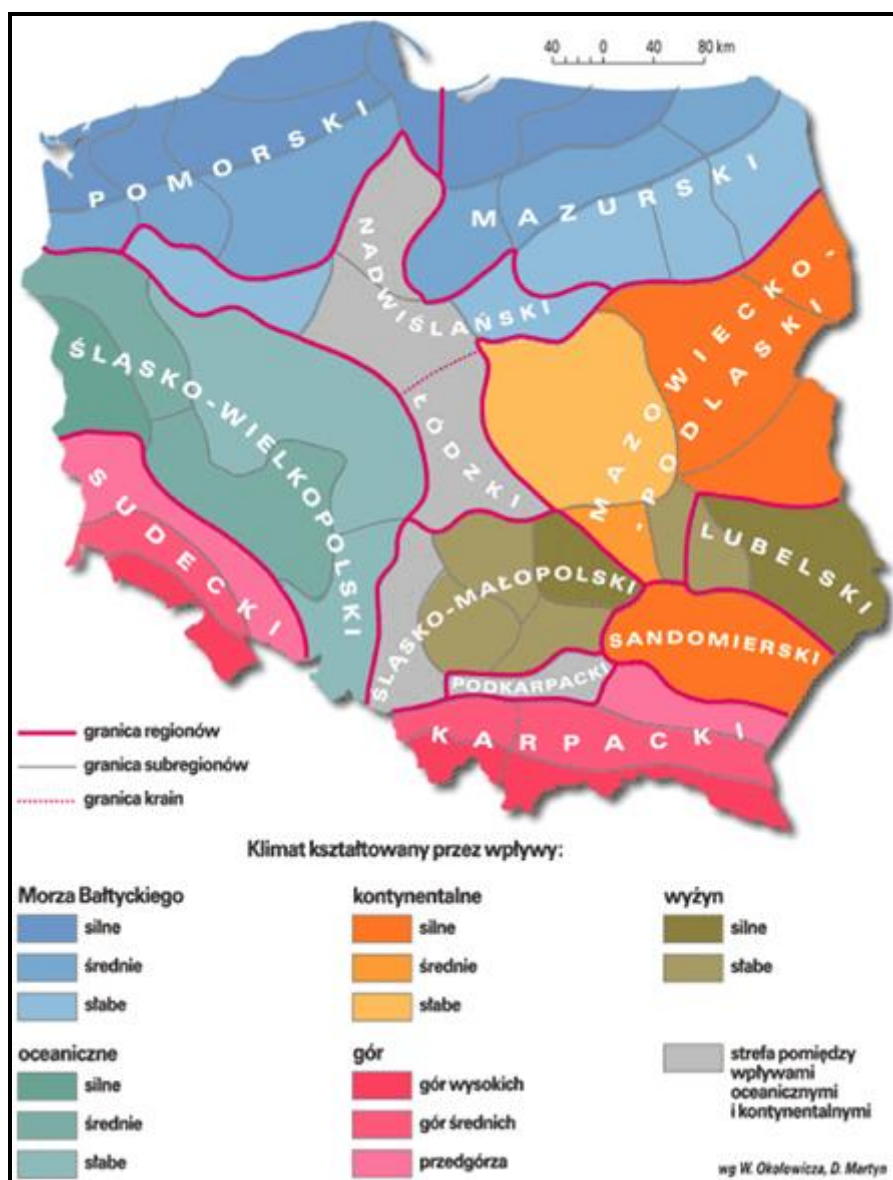 40 0 40 80 km
POMORSKI
MAZURSKI
NADWIŚLAŃSKI
MAZOWIECKO-
-PODLASKI
ŚLĄSKO-WIELKOPOLSKI
ŁÓDZKI
SUDECKI
LUBELSKI
ŚLĄSKO-MAŁOPOLSKI
SANDOMIERSKI
PODKARPACKI
KARPACKI
granica regionów
granica subregionów
granica krain
Klimat kształtowany przez wpływy:
Morza Bałtyckiego
silne
średnie
słabe
kontynentalne
silne
średnie
słabe
wyżyn
silne
słabe
oceaniczne
silne
średnie
słabe
gór
gór wysokich
gór średnich
przedgórza
strefa pomiędzy
wpływami
oceanicznymi
i kontynentalnymi
wg W. Okołowicza, D. Martyn